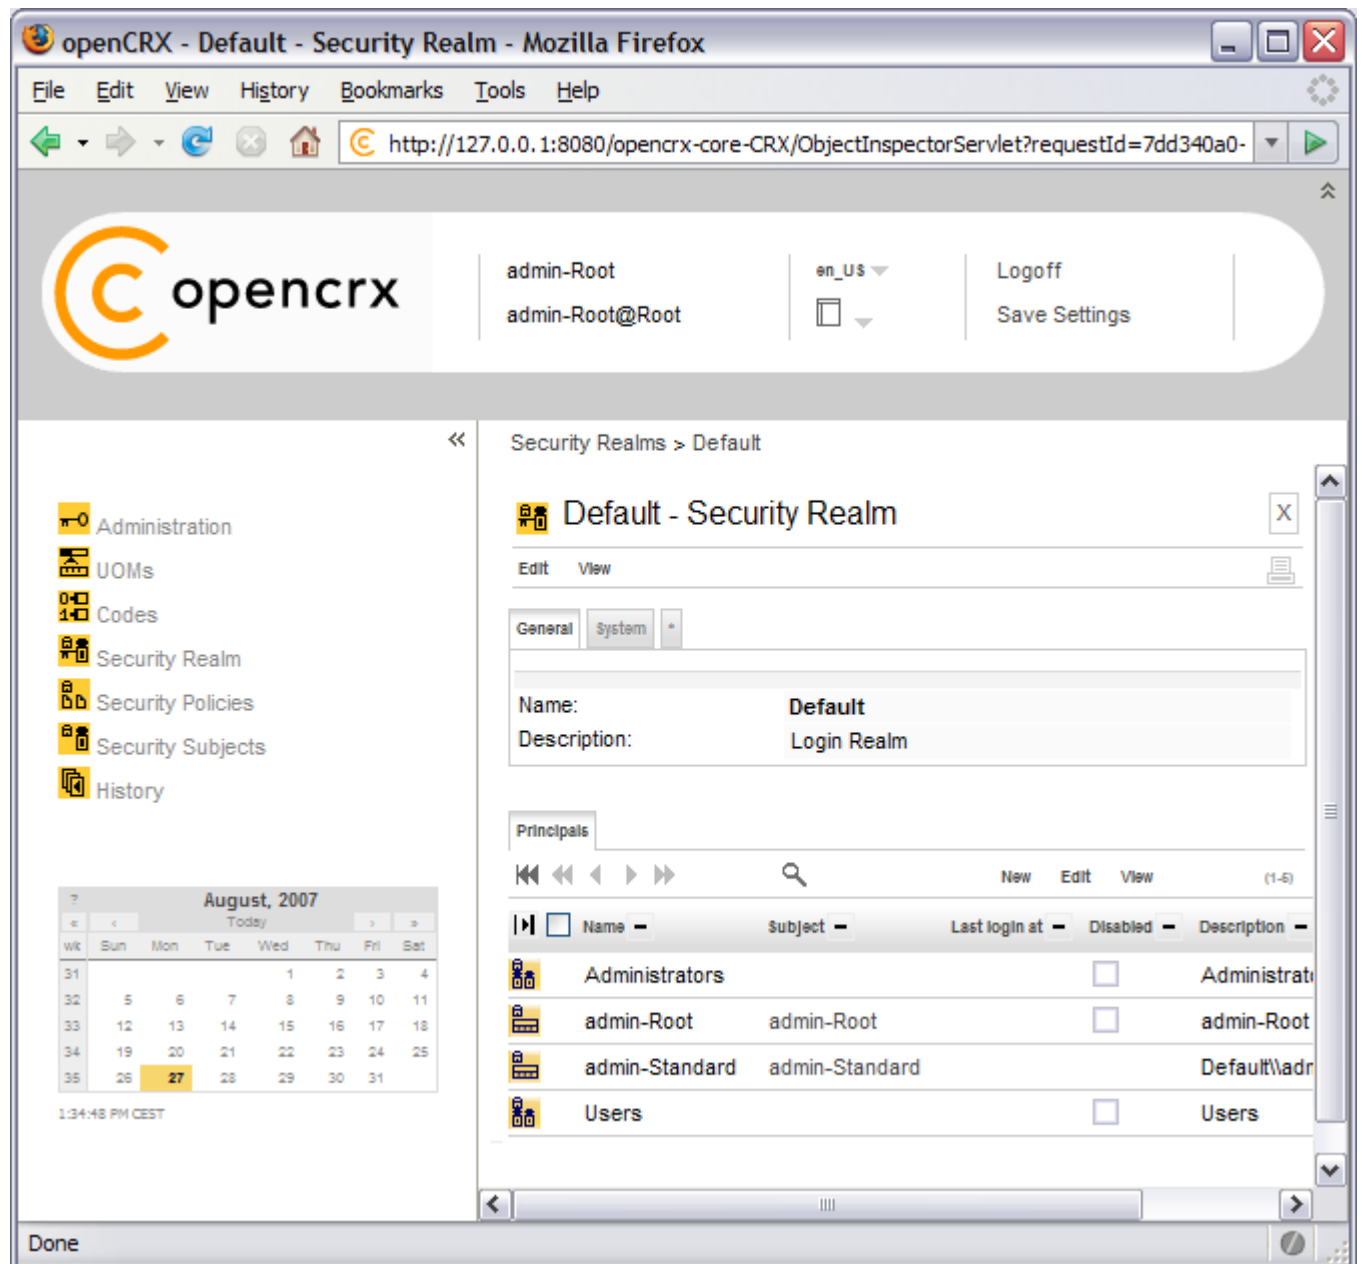 openCRX - Default - Security Realm - Mozilla Firefox
File Edit View History Bookmarks Tools Help
http://127.0.0.1:8080/opencrx-core-CRX/ObjectInspectorServlet?requestId=7dd340a0-
opencrx
admin-Root en_US Logoff
admin-Root@Root Save Settings
Security Realms > Default
Administration
UOMs
Codes
Security Realm
Security Policies
Security Subjects
History
? August, 2007
« ‹ Today › »
wk Sun Mon Tue Wed Thu Fri Sat
31 1 2 3 4
32 5 6 7 8 9 10 11
33 12 13 14 15 16 17 18
34 19 20 21 22 23 24 25
35 26 27 28 29 30 31
1:34:48 PM CEST
Default - Security Realm X
Edit View
General System +
Name: Default
Description: Login Realm
Principals
New Edit View (1-5)
Name Subject Last login at Disabled Description
Administrators Administrat
admin-Root admin-Root admin-Root
admin-Standard admin-Standard Default\\adr
Users Users
Done